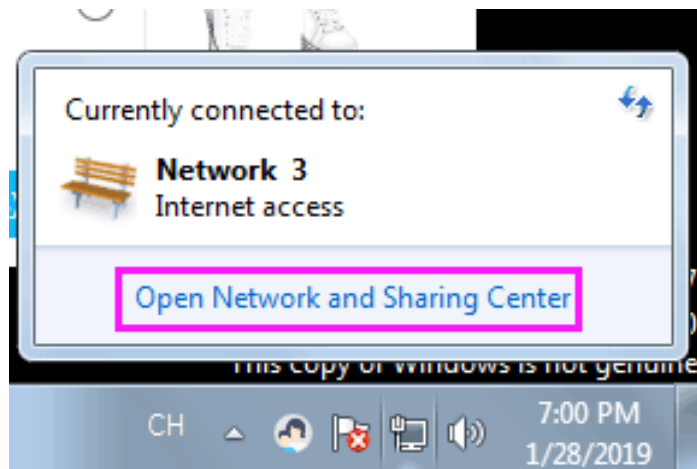 Currently connected to:
Network 3
Internet access
Open Network and Sharing Center
This copy of Windows is not genuine
CH
7:00 PM
1/28/2019